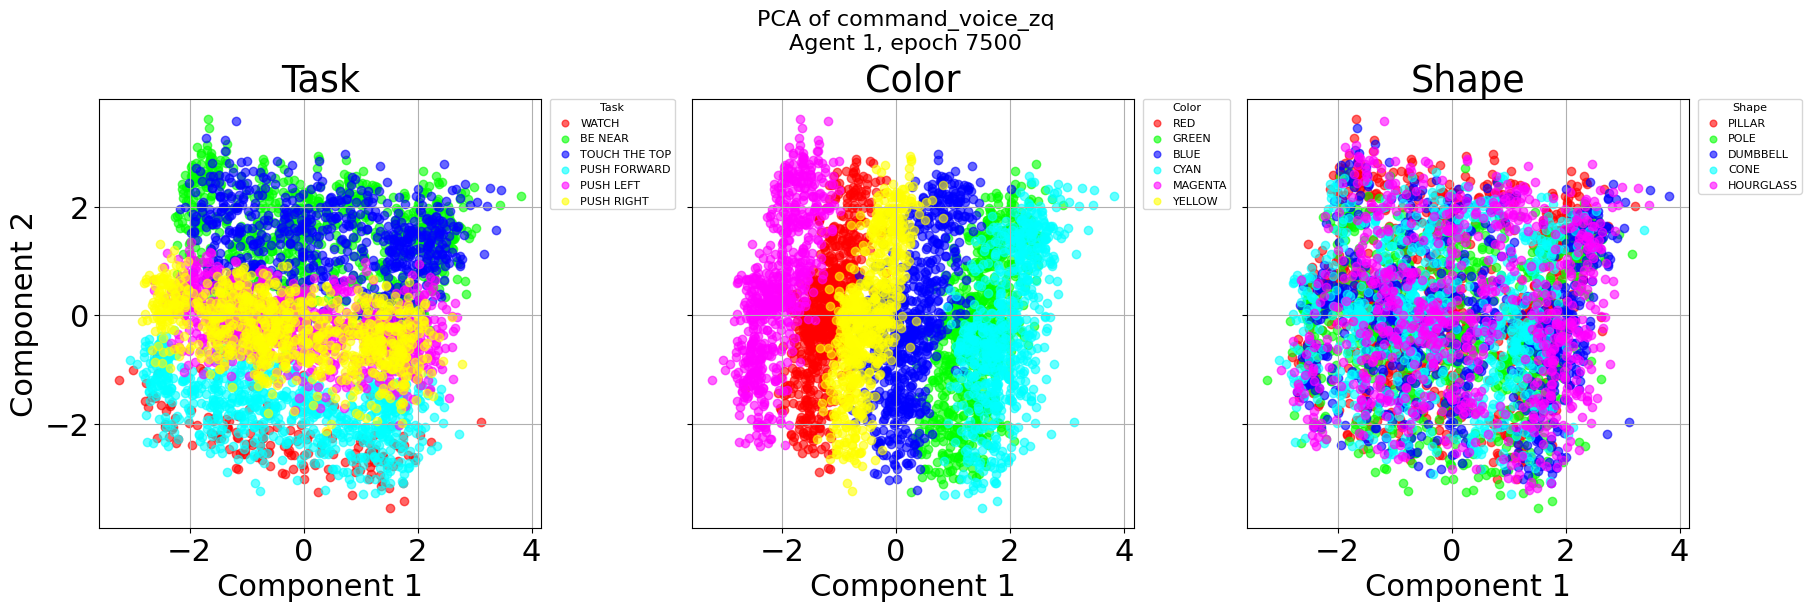 PCA of command_voice_zq
Agent 1, epoch 7500
Task
Color
Shape
Task
WATCH
BE NEAR
TOUCH THE TOP
PUSH FORWARD
PUSH LEFT
PUSH RIGHT
Color
RED
GREEN
BLUE
CYAN
MAGENTA
YELLOW
Shape
PILLAR
POLE
DUMBBELL
CONE
HOURGLASS
Component 2
2
0
−2
−2
0
2
4
−2
0
2
4
−2
0
2
4
Component 1
Component 1
Component 1